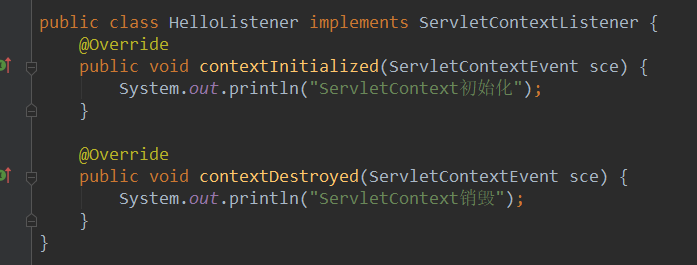 public class HelloListener implements ServletContextListener {
@Override
public void contextInitialized(ServletContextEvent sce) {
System.out.println("ServletContext初始化");
}
@Override
public void contextDestroyed(ServletContextEvent sce) {
System.out.println("ServletContext销毁");
}
}